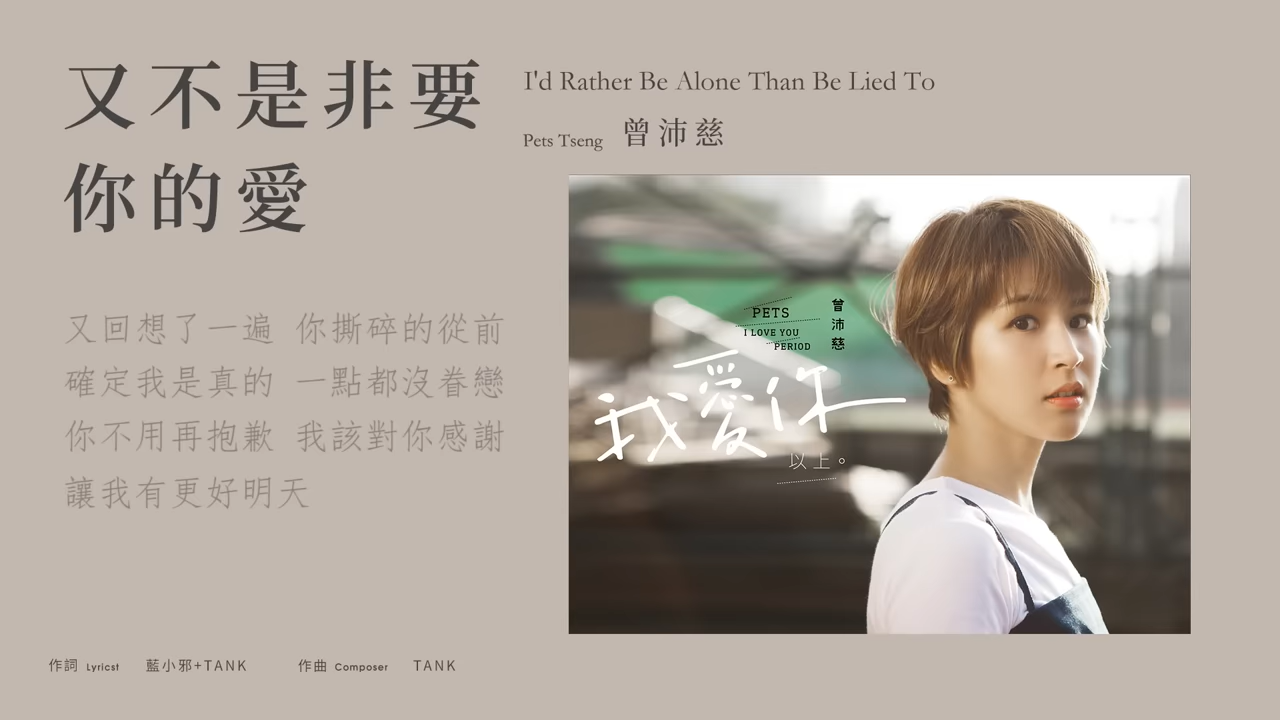 又不是非要
你的愛
I'd Rather Be Alone Than Be Lied To
Pets Tseng 曾沛慈
又回想了一遍 你撕碎的從前
確定我是真的 一點都沒眷戀
你不用再抱歉 我該對你感謝
讓我有更好明天
PETS
I LOVE YOU
PERIOD
曾沛慈
我愛你
以上。
作詞 Lyricst 藍小邪+TANK 作曲 Composer TANK